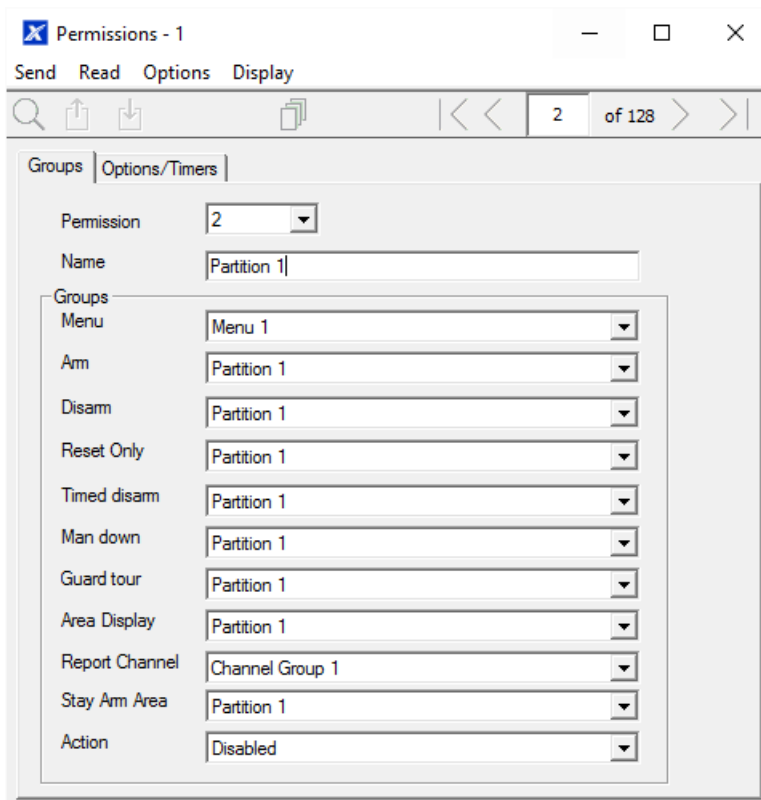 Permissions - 1
Send Read Options Display
2 of 128
Groups Options/Timers
Permission 2
Name Partition 1
Groups
Menu Menu 1
Arm Partition 1
Disarm Partition 1
Reset Only Partition 1
Timed disarm Partition 1
Man down Partition 1
Guard tour Partition 1
Area Display Partition 1
Report Channel Channel Group 1
Stay Arm Area Partition 1
Action Disabled